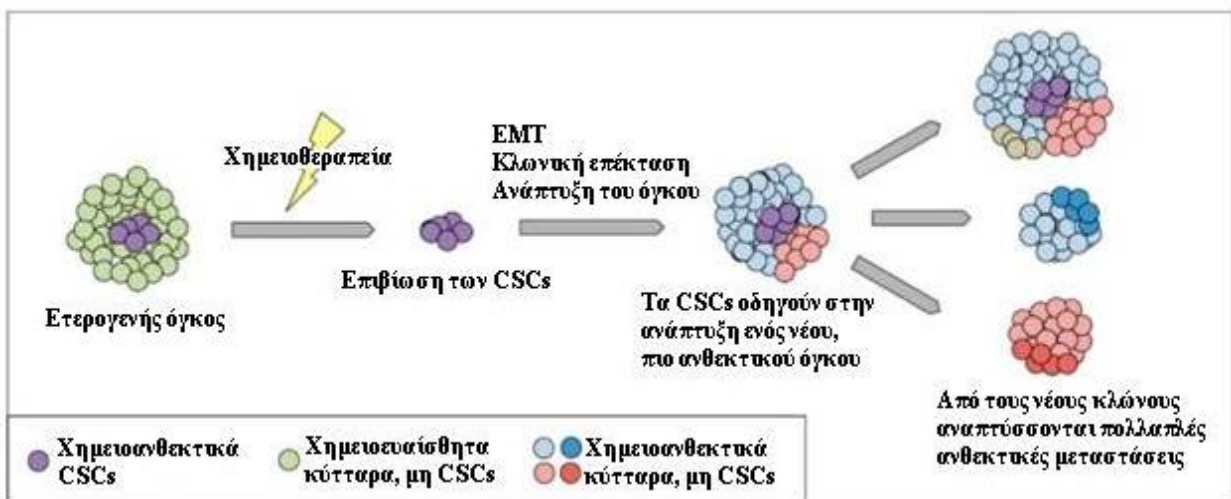 Χημειοθεραπεία
EMT
Κλωνική επέκταση
Ανάπτυξη του όγκου
Ετερογενής όγκος
Επιβίωση των CSCs
Τα CSCs οδηγούν στην
ανάπτυξη ενός νέου,
πιο ανθεκτικού όγκου
Από τους νέους κλώνους
αναπτύσσονται πολλαπλές
ανθεκτικές μεταστάσεις
Χημειοανθεκτικά
CSCs
Χημειοευαίσθητα
κύτταρα, μη CSCs
Χημειοανθεκτικά
κύτταρα, μη CSCs